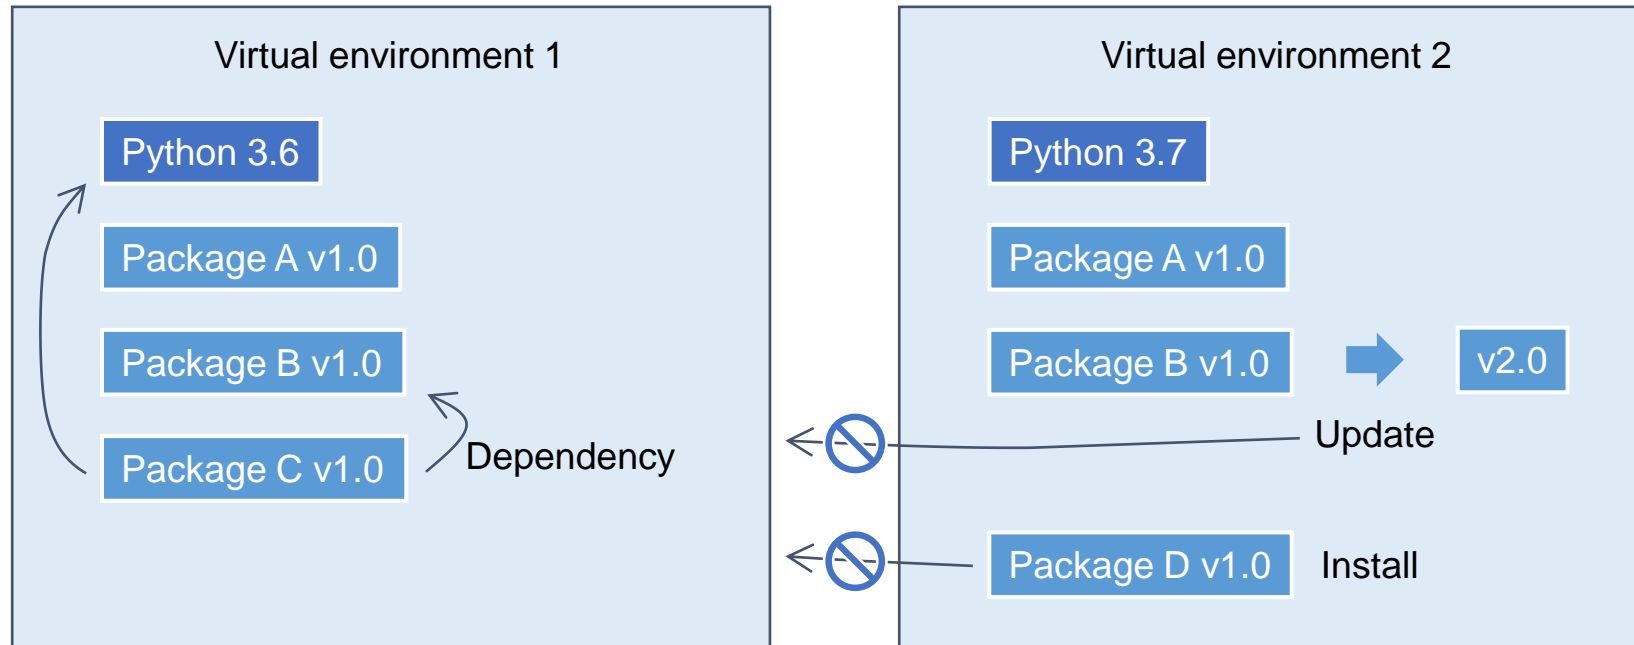 Virtual environment 1
Python 3.6
Package A v1.0
Package B v1.0
Package C v1.0
Dependency
Virtual environment 2
Python 3.7
Package A v1.0
Package B v1.0
v2.0
Update
Package D v1.0
Install